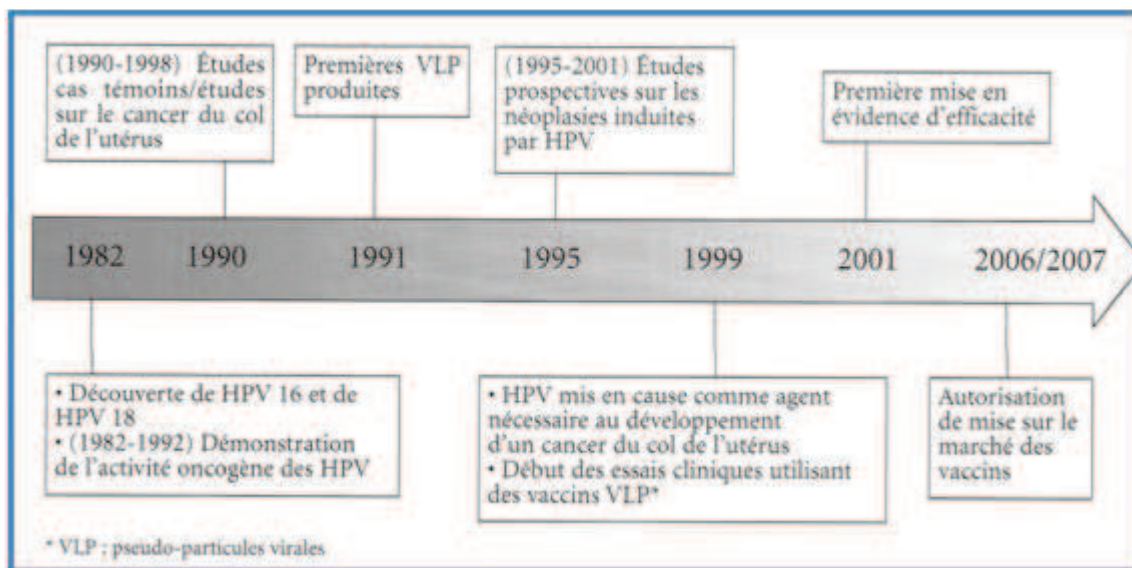 (1990-1998) Études
cas témoins/études
sur le cancer du col
de l'utérus
Premières VLP
produites
(1995-2001) Études
prospectives sur les
néoplasies induites
par HPV
Première mise en
évidence d'efficacité
1982 1990 1991 1995 1999 2001 2006/2007
• Découverte de HPV 16 et de
HPV 18
• (1982-1992) Démonstration
de l'activité oncogène des HPV
• HPV mis en cause comme agent
nécessaire au développement
d'un cancer du col de l'utérus
• Début des essais cliniques utilisant
des vaccins VLP*
Autorisation
de mise sur le
marché des
vaccins
* VLP : pseudo-particules virales